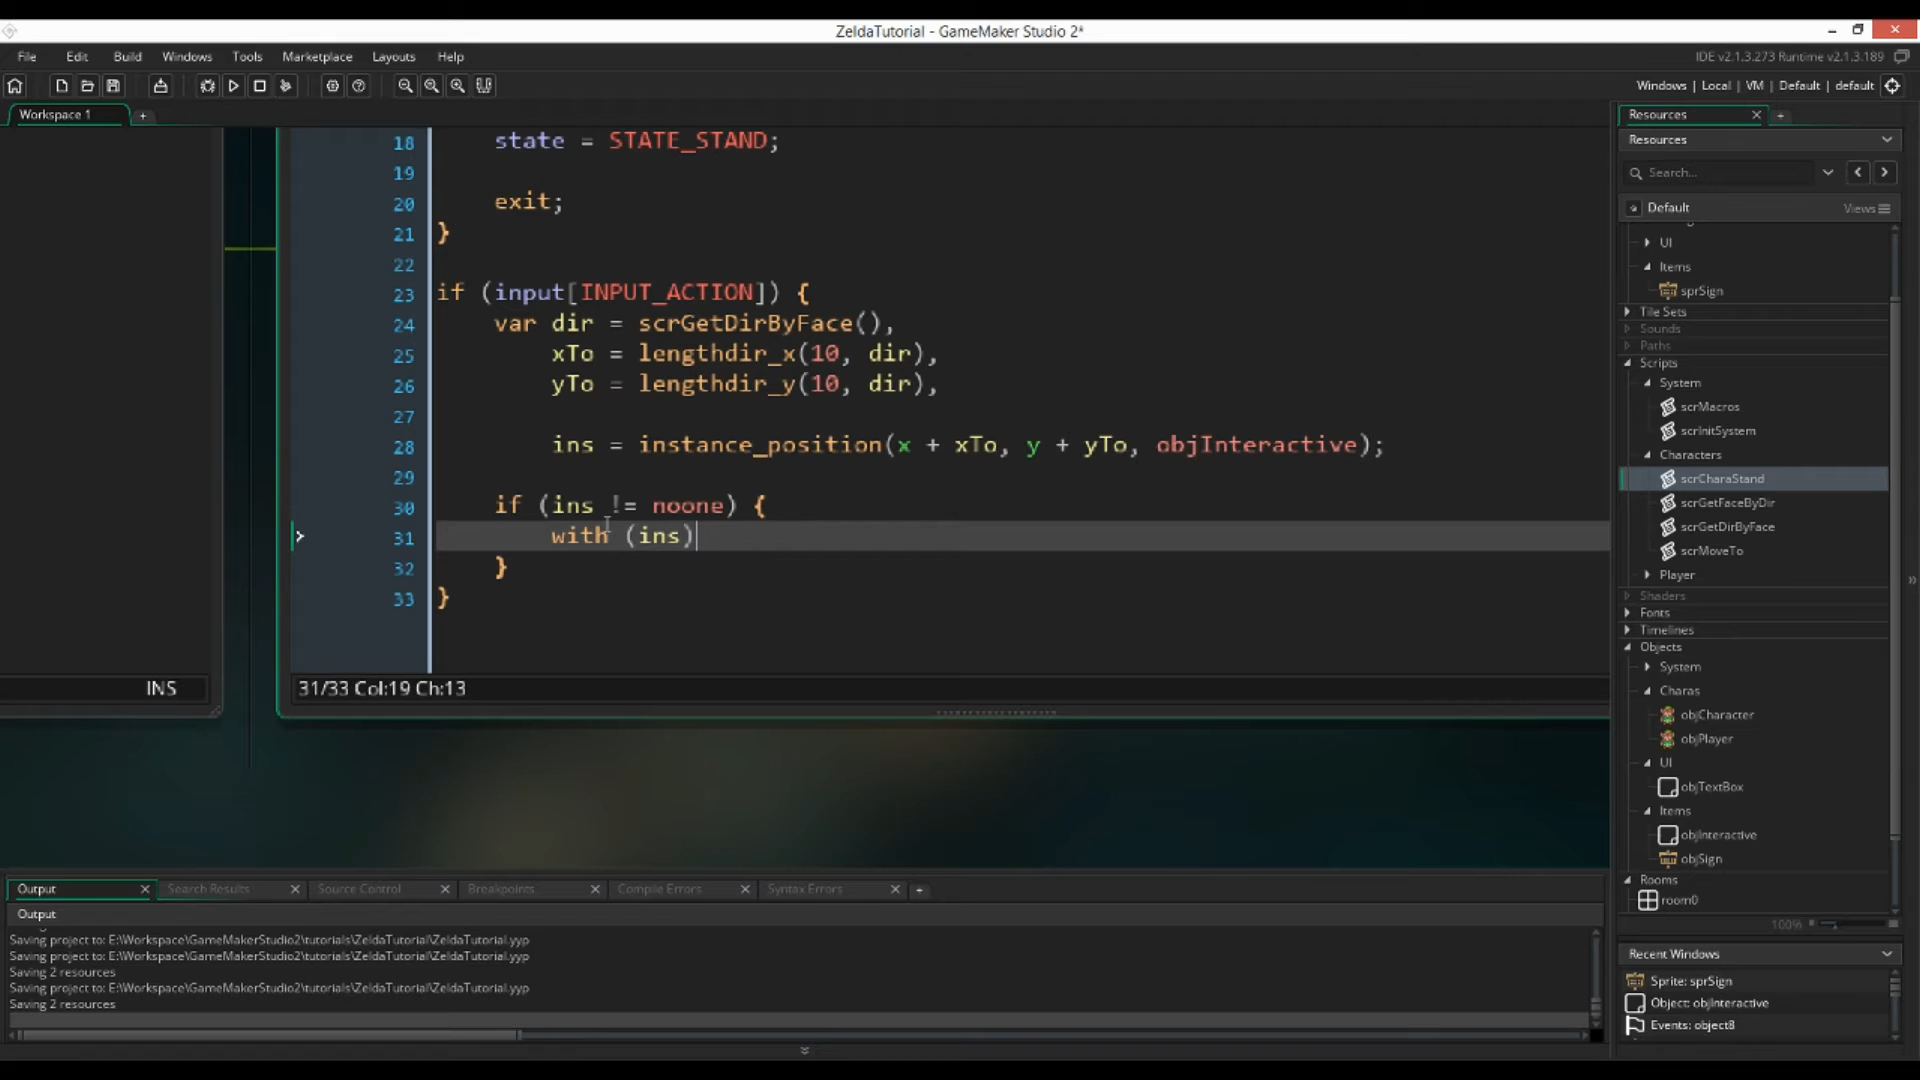 ZeldaTutorial - GameMaker Studio 2*
File Edit Build Windows Tools Marketplace Layouts Help
IDE v2.1.3.273 Runtime v2.1.3.189
Windows | Local | VM | Default | default
Workspace 1
18 state = STATE_STAND;
19
20 exit;
21 }
22
23 if (input[INPUT_ACTION]) {
24 var dir = scrGetDirByFace(),
25 xTo = lengthdir_x(10, dir),
26 yTo = lengthdir_y(10, dir),
27
28 ins = instance_position(x + xTo, y + yTo, objInteractive);
29
30 if (ins != noone) {
31 with (ins)
32 }
33 }
INS
31/33 Col:19 Ch:13
Resources
Resources
Search...
Default Views
UI
Items
sprSign
Tile Sets
Sounds
Paths
Scripts
System
scrMacros
scrInitSystem
Characters
scrCharaStand
scrGetFaceByDir
scrGetDirByFace
scrMoveTo
Player
Shaders
Fonts
Timelines
Objects
System
Charas
objCharacter
objPlayer
UI
objTextBox
Items
objInteractive
objSign
Rooms
room0
100%
Recent Windows
Sprite: sprSign
Object: objInteractive
Events: object8
Output Search Results Source Control Breakpoints Compile Errors Syntax Errors
Output
Saving project to: E:\Workspace\GameMakerStudio2\tutorials\ZeldaTutorial\ZeldaTutorial.yyp
Saving project to: E:\Workspace\GameMakerStudio2\tutorials\ZeldaTutorial\ZeldaTutorial.yyp
Saving 2 resources
Saving project to: E:\Workspace\GameMakerStudio2\tutorials\ZeldaTutorial\ZeldaTutorial.yyp
Saving 2 resources